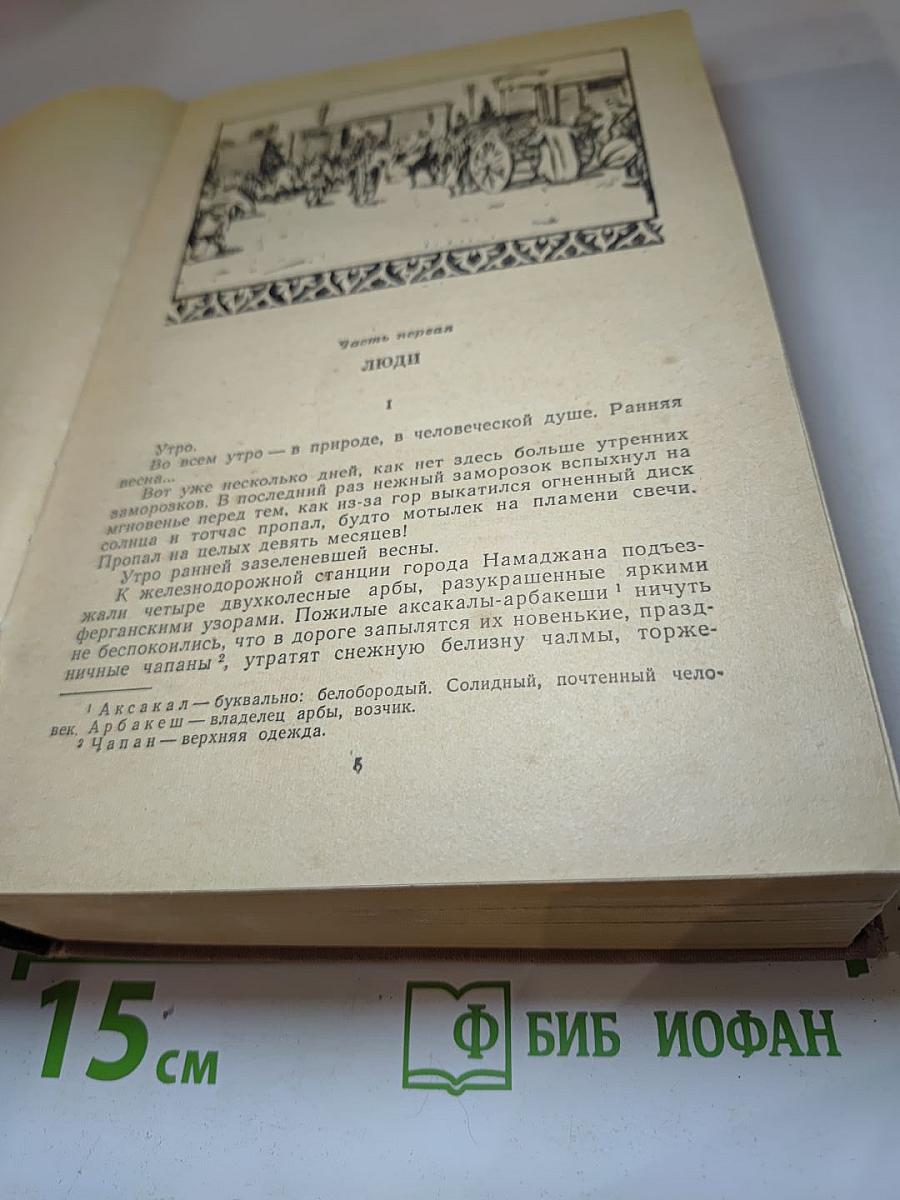 Часть первая
ЛЮДИ
I
Утро.
Во всем утро — в природе, в человеческой душе. Ранняя
весна...
Вот уже несколько дней, как нет здесь больше утренних
заморозков. В последний раз нежный заморозок вспыхнул на
мгновенье перед тем, как из-за гор выкатился огненный диск
солнца и тотчас пропал, будто мотылек на пламени свечи.
Пропал на целых девять месяцев!
Утро ранней зазеленевшей весны.
К железнодорожной станции города Намаджана подъез-
жали четыре двухколесные арбы, разукрашенные яркими
ферганскими узорами. Пожилые аксакалы-арбакеши ¹ ничуть
не беспокоились, что в дороге запылятся их новенькие, празд-
ничные чапаны ², утратят снежную белизну чалмы, торже-
¹ Аксакал — буквально: белобородый. Солидный, почтенный чело-
век. Арбакеш — владелец арбы, возчик.
² Чапан — верхняя одежда.
5
15 см
Ф БИБ ИОФАН